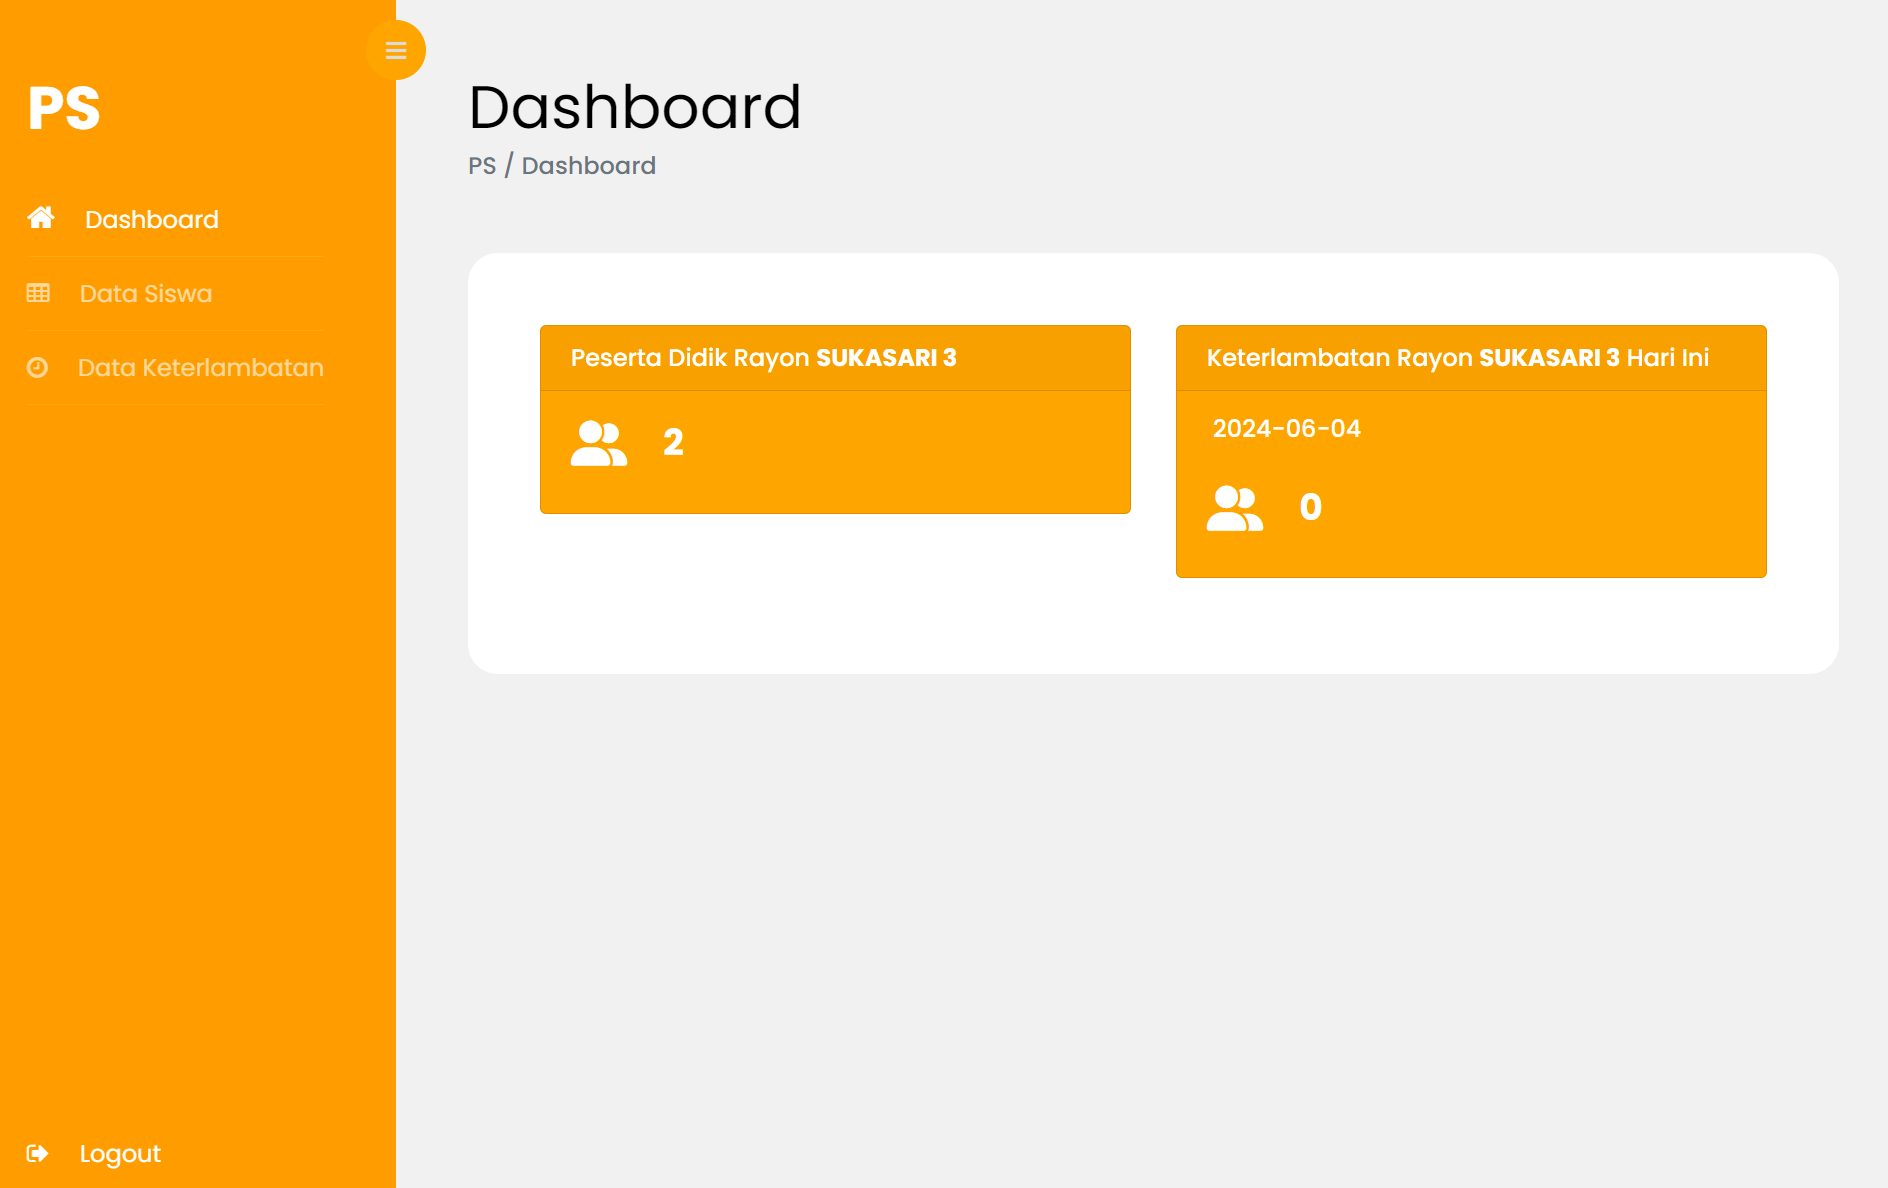 PS
Dashboard
Data Siswa
Data Keterlambatan
Logout
Dashboard
PS / Dashboard
Peserta Didik Rayon SUKASARI 3
2
Keterlambatan Rayon SUKASARI 3 Hari Ini
2024-06-04
0